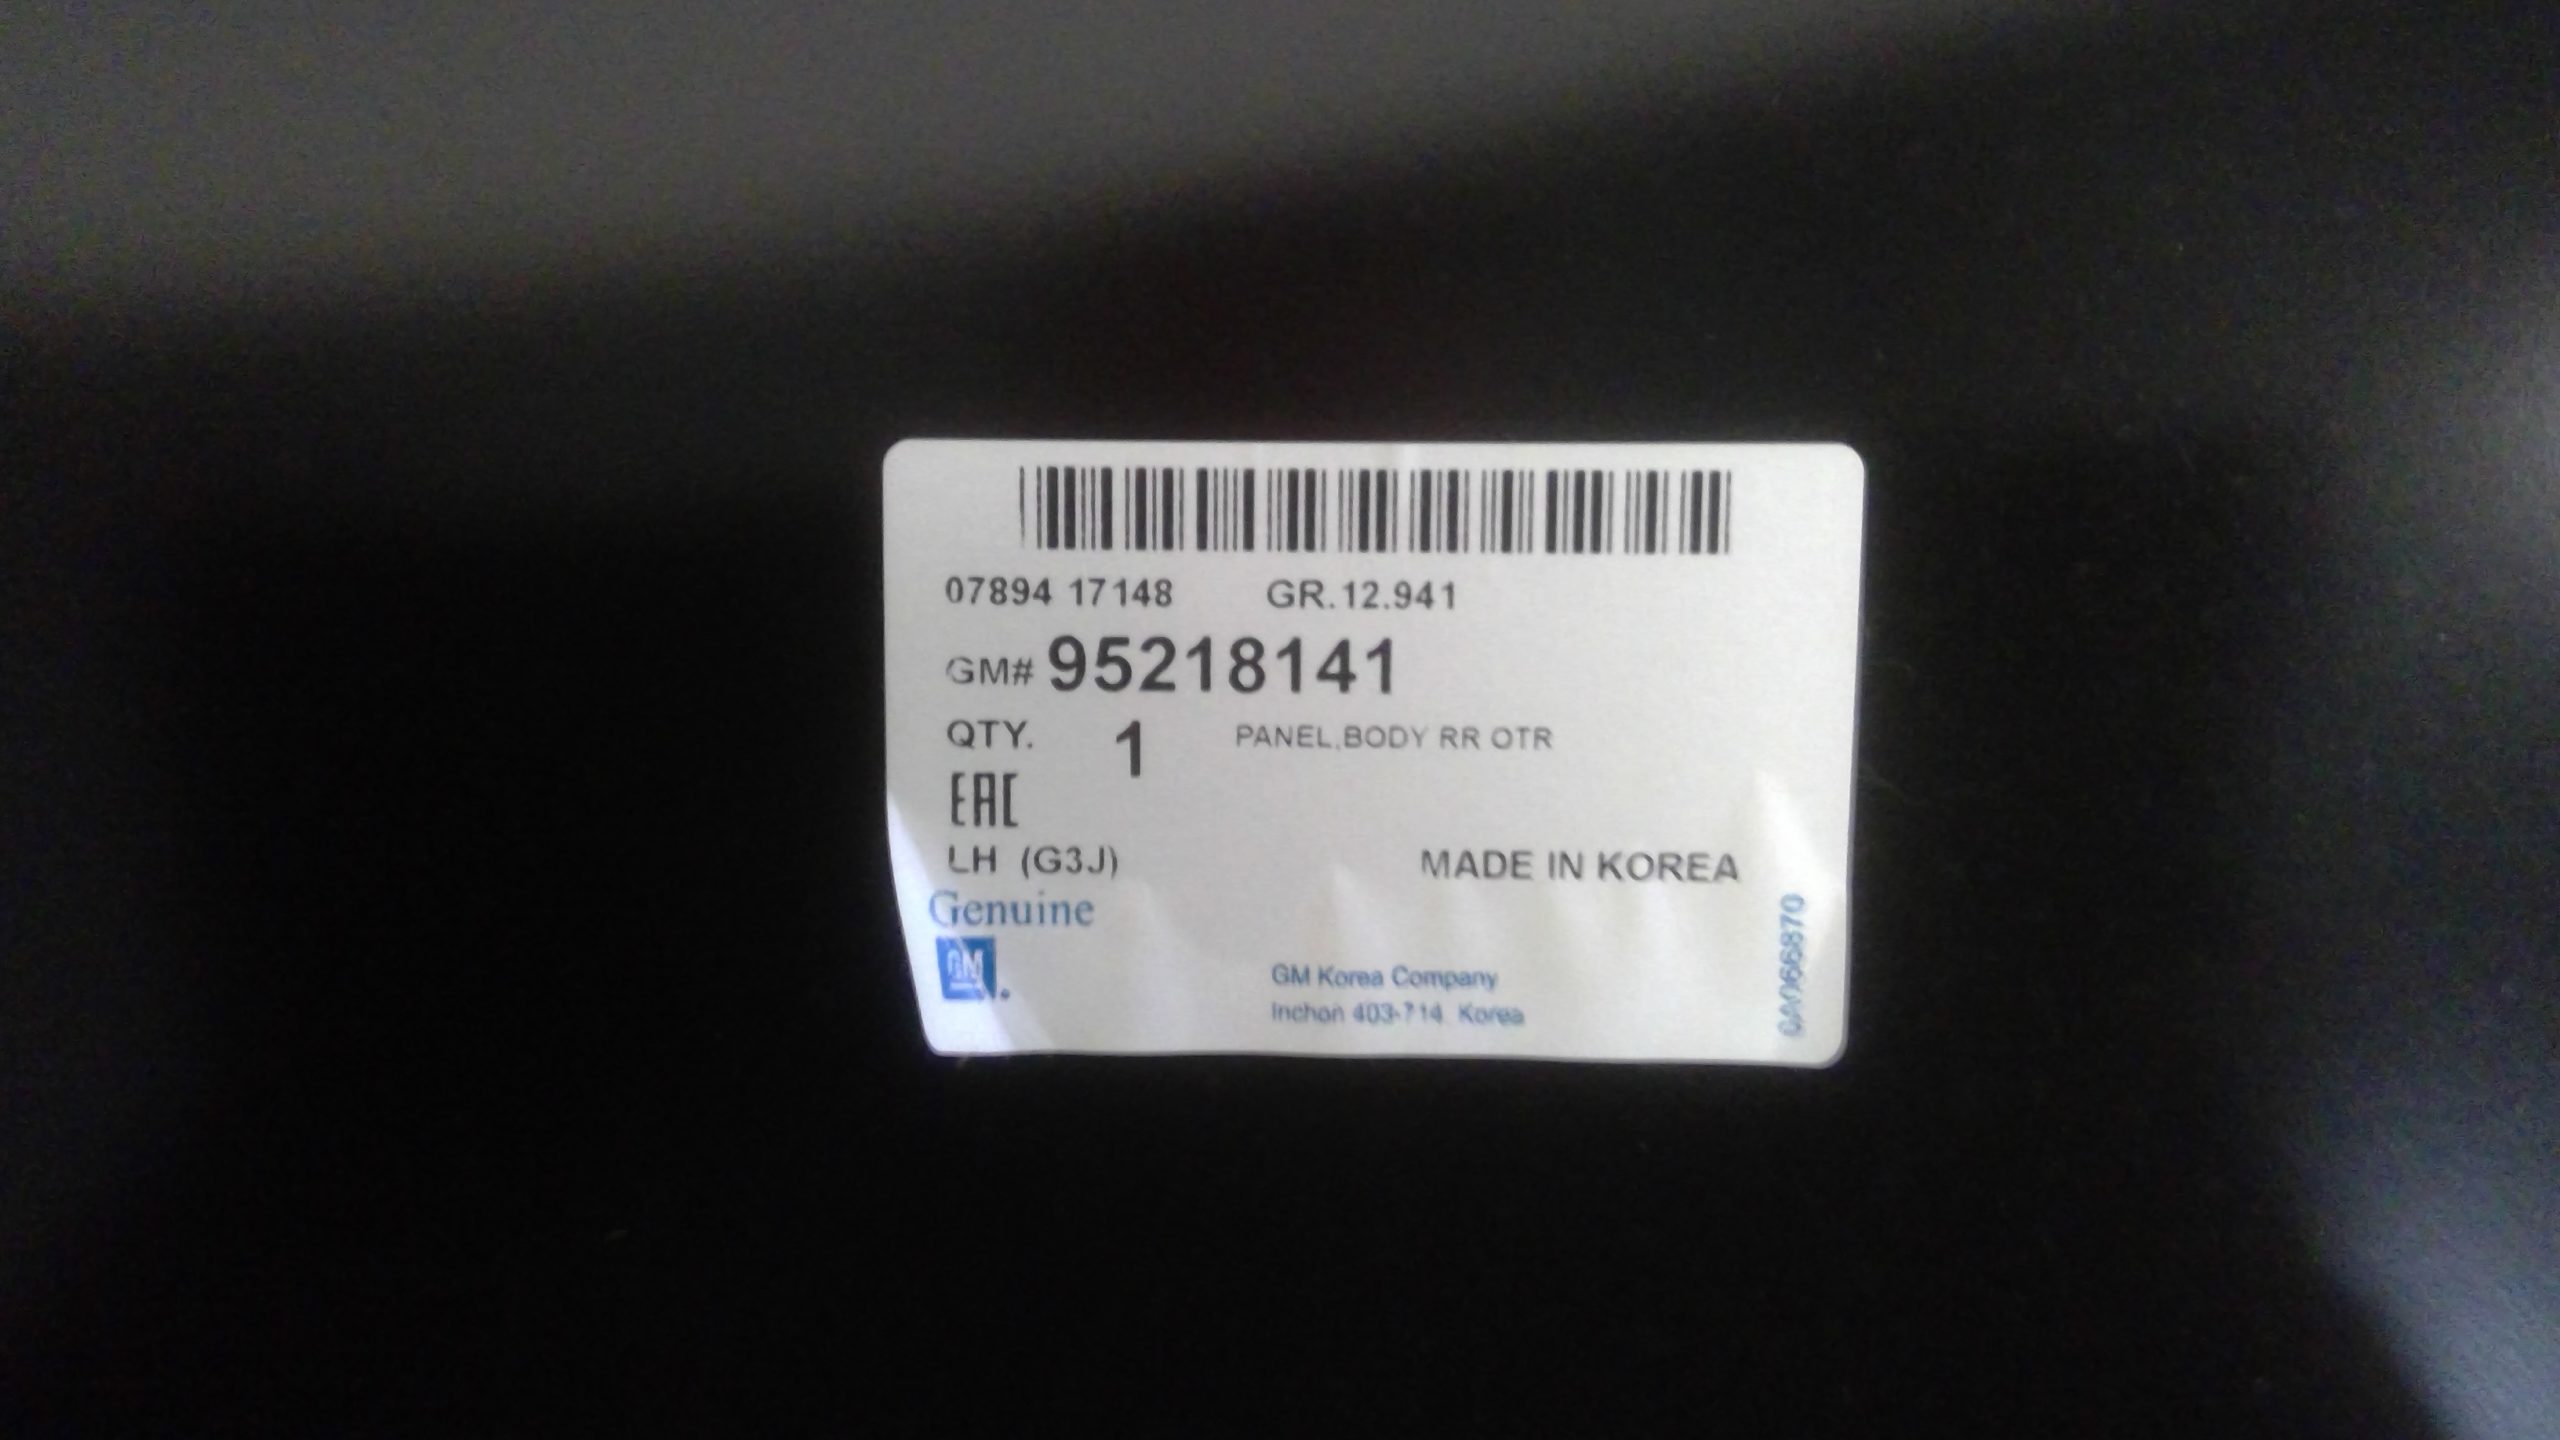 07894 17148 GR.12.941
GM# 95218141
QTY. 1 PANEL,BODY RR OTR
EAC
LH (G3J) MADE IN KOREA
Genuine
GM
GM Korea Company
Inchon 403-714 Korea
0A066870